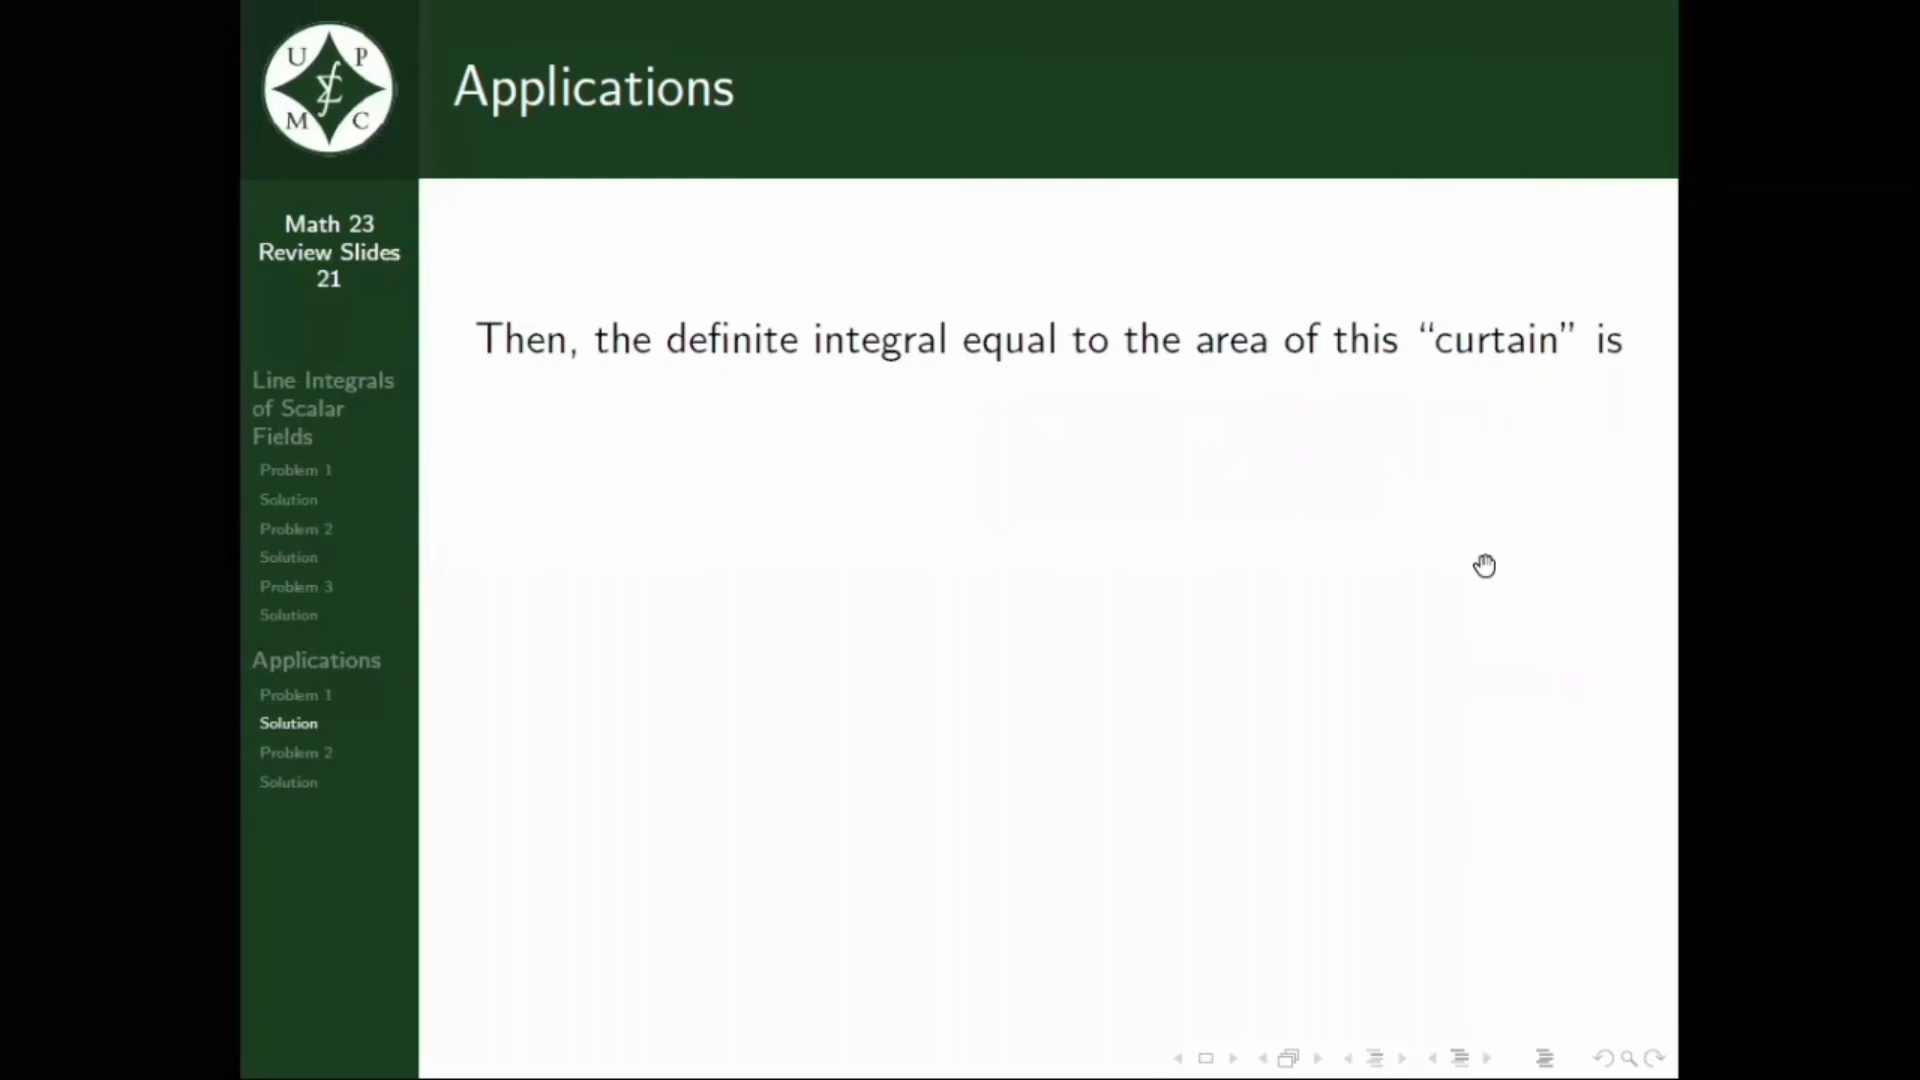 U P
M C
Applications
Math 23
Review Slides
21
Line Integrals
of Scalar
Fields
Problem 1
Solution
Problem 2
Solution
Problem 3
Solution
Applications
Problem 1
Solution
Problem 2
Solution
Then, the definite integral equal to the area of this “curtain” is